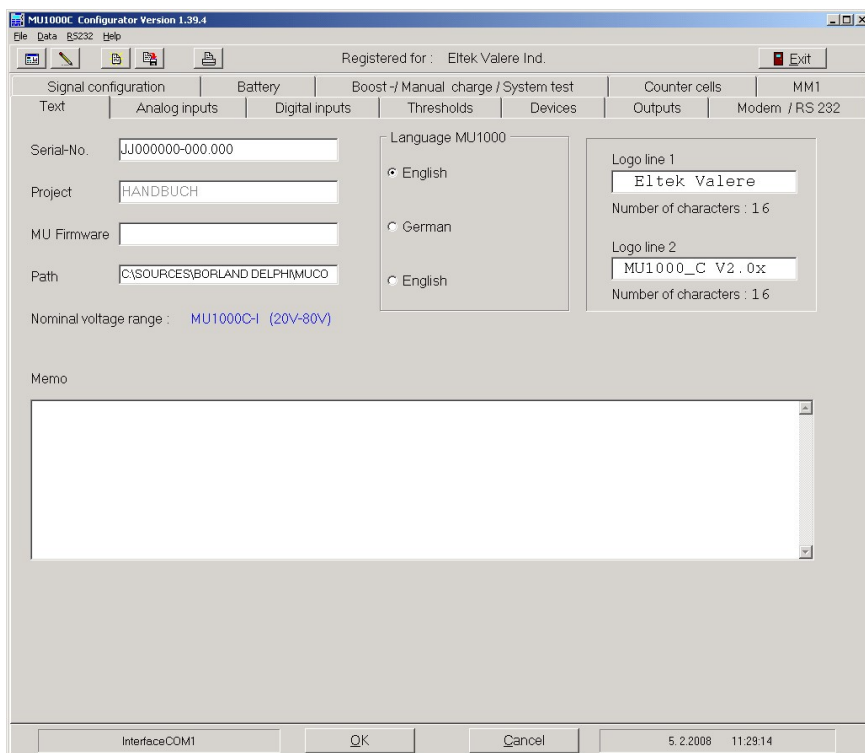 MU1000C Configurator Version 1.39.4
File Data RS232 Help
Registered for : Eltek Valere Ind. Exit
Signal configuration Battery Boost -/ Manual charge / System test Counter cells MM1
Text Analog inputs Digital inputs Thresholds Devices Outputs Modem / RS 232
Serial-No. JJ000000-000.000
Project HANDBUCH
MU Firmware
Path C:\SOURCES\BORLAND DELPHI\MUCO
Nominal voltage range : MU1000C-I (20V-80V)
Language MU1000
English
German
English
Logo line 1
Eltek Valere
Number of characters : 16
Logo line 2
MU1000_C V2.0x
Number of characters : 16
Memo
InterfaceCOM1 OK Cancel 5. 2.2008 11:29:14